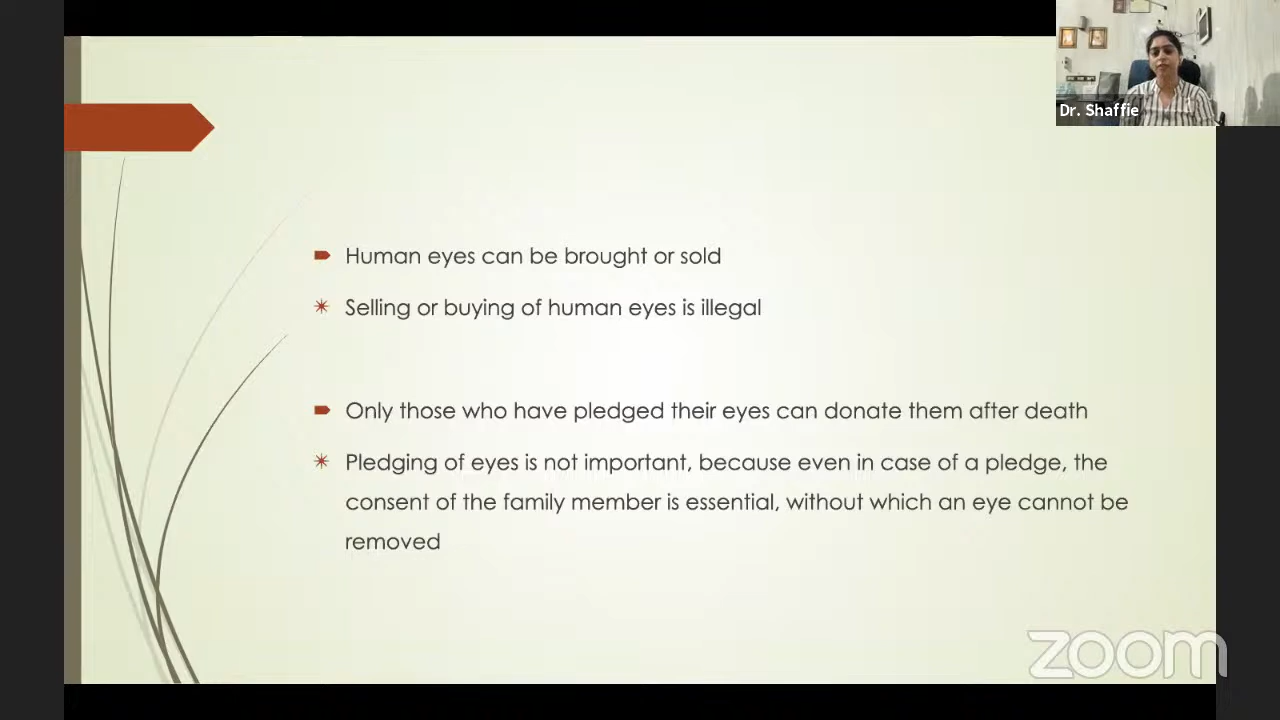 Dr. Shaffie
Human eyes can be brought or sold
Selling or buying of human eyes is illegal
Only those who have pledged their eyes can donate them after death
Pledging of eyes is not important, because even in case of a pledge, the
consent of the family member is essential, without which an eye cannot be
removed
zoom